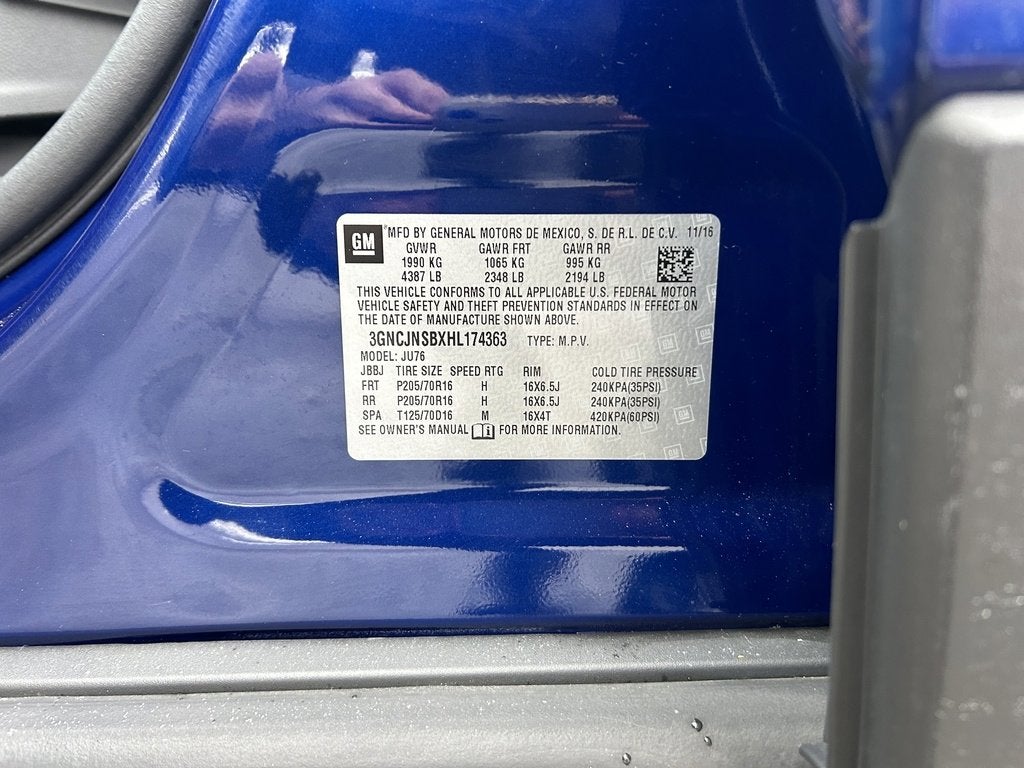 GM ®MFD BY GENERAL MOTORS DE MEXICO, S. DE R.L. DE C.V. 11/16
GVWR GAWR FRT GAWR RR
1990 KG 1065 KG 995 KG
4387 LB 2348 LB 2194 LB
THIS VEHICLE CONFORMS TO ALL APPLICABLE U.S. FEDERAL MOTOR
VEHICLE SAFETY AND THEFT PREVENTION STANDARDS IN EFFECT ON
THE DATE OF MANUFACTURE SHOWN ABOVE.
3GNCJNSBXHL174363 TYPE: M.P.V.
MODEL: JU76
JBBJ TIRE SIZE SPEED RTG RIM COLD TIRE PRESSURE
FRT P205/70R16 H 16X6.5J 240KPA(35PSI)
RR P205/70R16 H 16X6.5J 240KPA(35PSI)
SPA T125/70D16 M 16X4T 420KPA(60PSI)
SEE OWNER'S MANUAL FOR MORE INFORMATION.